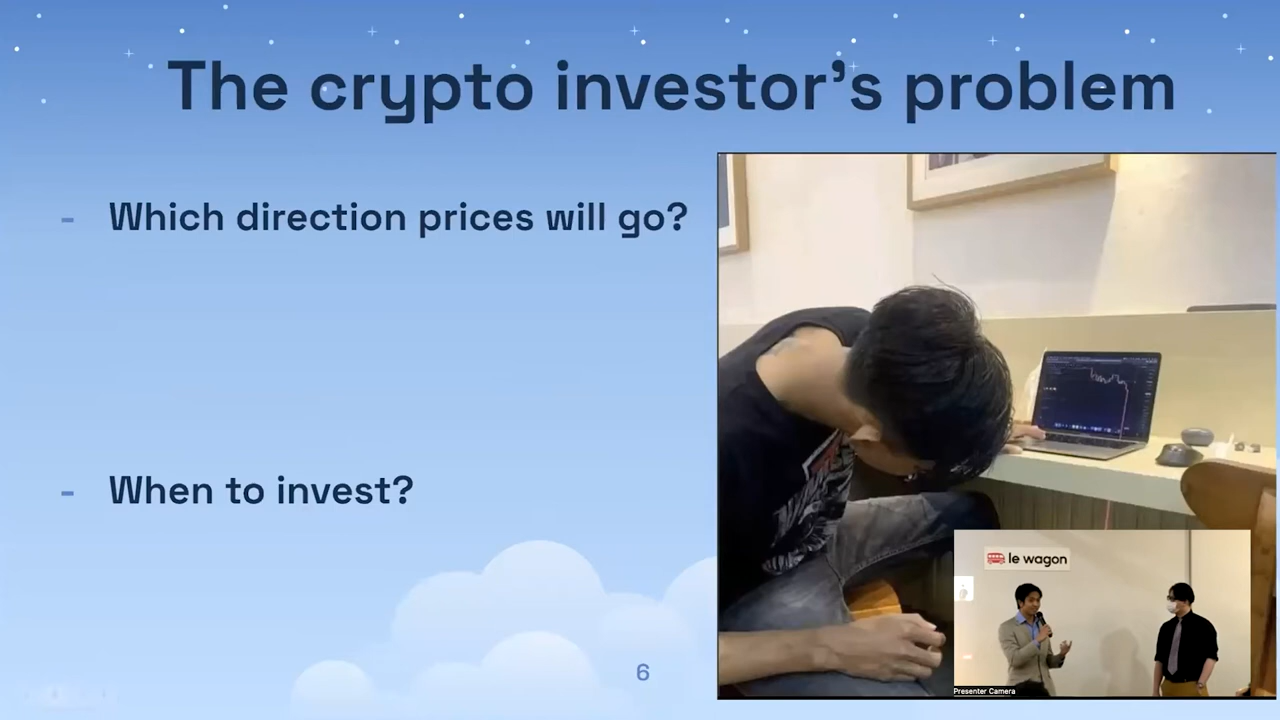 The crypto investor's problem
- Which direction prices will go?
- When to invest?
6
le wagon
Presenter Camera